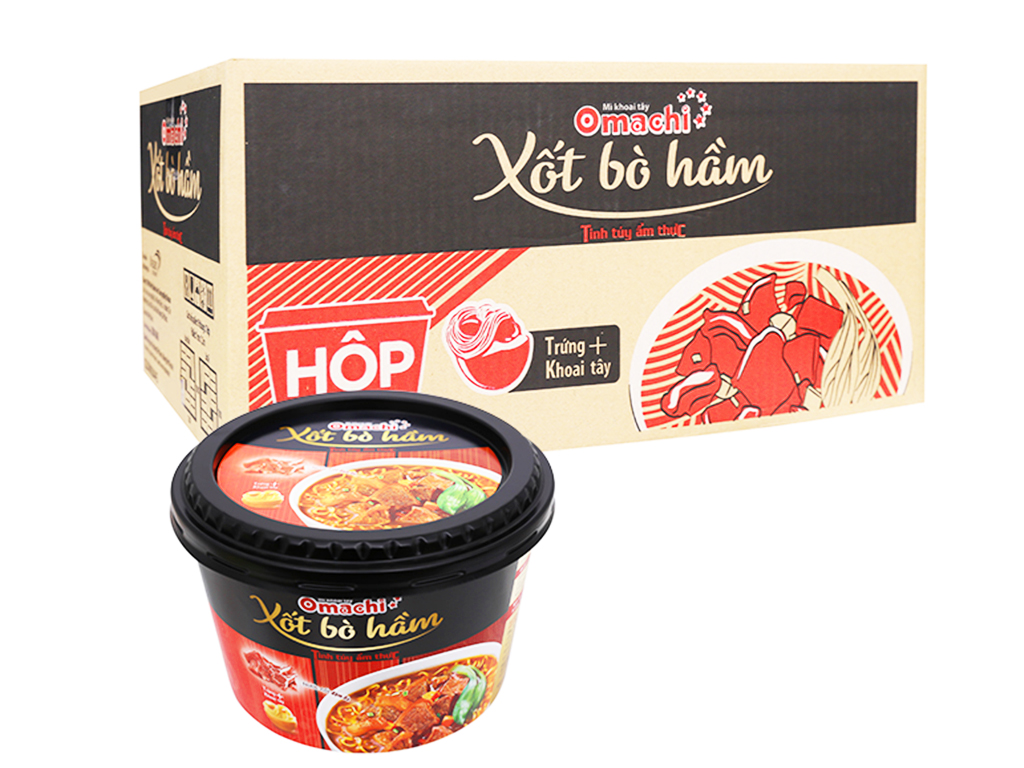 Mì khoai tây
Omachi
Xốt bò hầm
Tinh túy ẩm thực
HỘP
Trứng +
Khoai tây
Omachi
Xốt bò hầm
Omachi
Xốt bò hầm
Omachi
Xốt bò hầm
Tinh túy ẩm thực